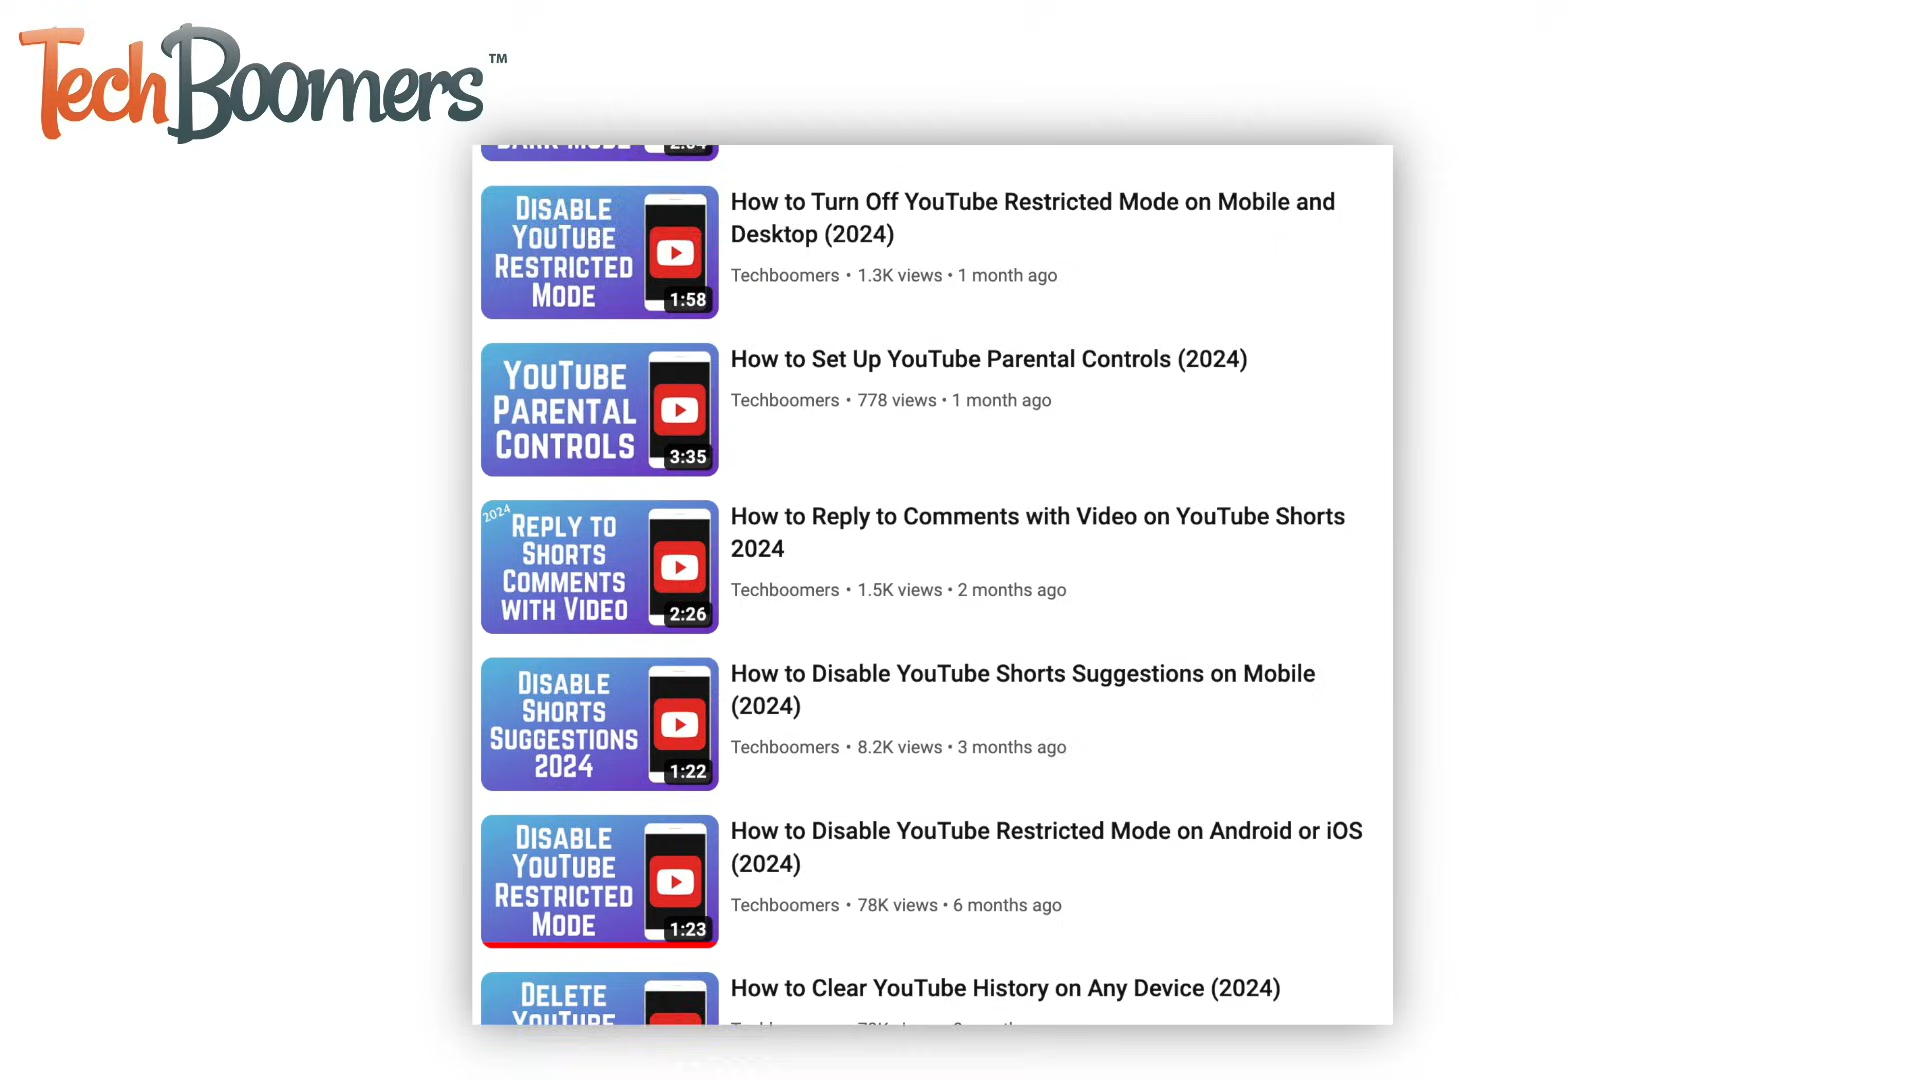 TechBoomers™
2:04
DISABLE
YOUTUBE
RESTRICTED
MODE
1:58
How to Turn Off YouTube Restricted Mode on Mobile and
Desktop (2024)
Techboomers • 1.3K views • 1 month ago
YOUTUBE
PARENTAL
CONTROLS
3:35
How to Set Up YouTube Parental Controls (2024)
Techboomers • 778 views • 1 month ago
2024
REPLY TO
SHORTS
COMMENTS
WITH VIDEO
2:26
How to Reply to Comments with Video on YouTube Shorts
2024
Techboomers • 1.5K views • 2 months ago
DISABLE
SHORTS
SUGGESTIONS
2024
1:22
How to Disable YouTube Shorts Suggestions on Mobile
(2024)
Techboomers • 8.2K views • 3 months ago
DISABLE
YOUTUBE
RESTRICTED
MODE
1:23
How to Disable YouTube Restricted Mode on Android or iOS
(2024)
Techboomers • 78K views • 6 months ago
DELETE
YOUTUBE
How to Clear YouTube History on Any Device (2024)